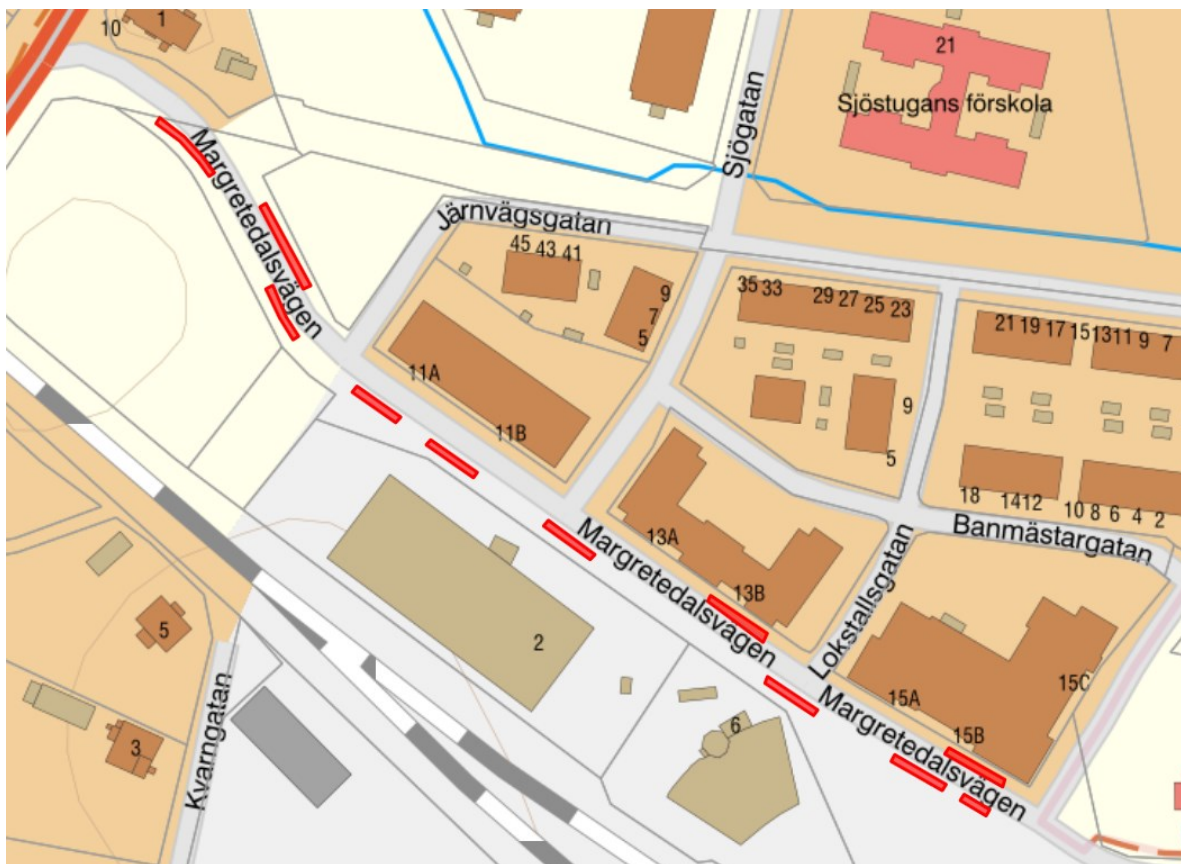 1
10
21
Sjöstugans förskola
Sjögatan
Margretedalsvägen
Järnvägsgatan
45 43 41
9
7
5
35 33 29 27 25 23
21 19 17 15 13 11 9 7
11A
11B
9
5
18 14 12 10 8 6 4 2
Banmästargatan
13A
13B
Margretedalsvägen
Lokstallsgatan
2
5
3
Kvarngatan
6
15A
15B
15C
Margretedalsvägen